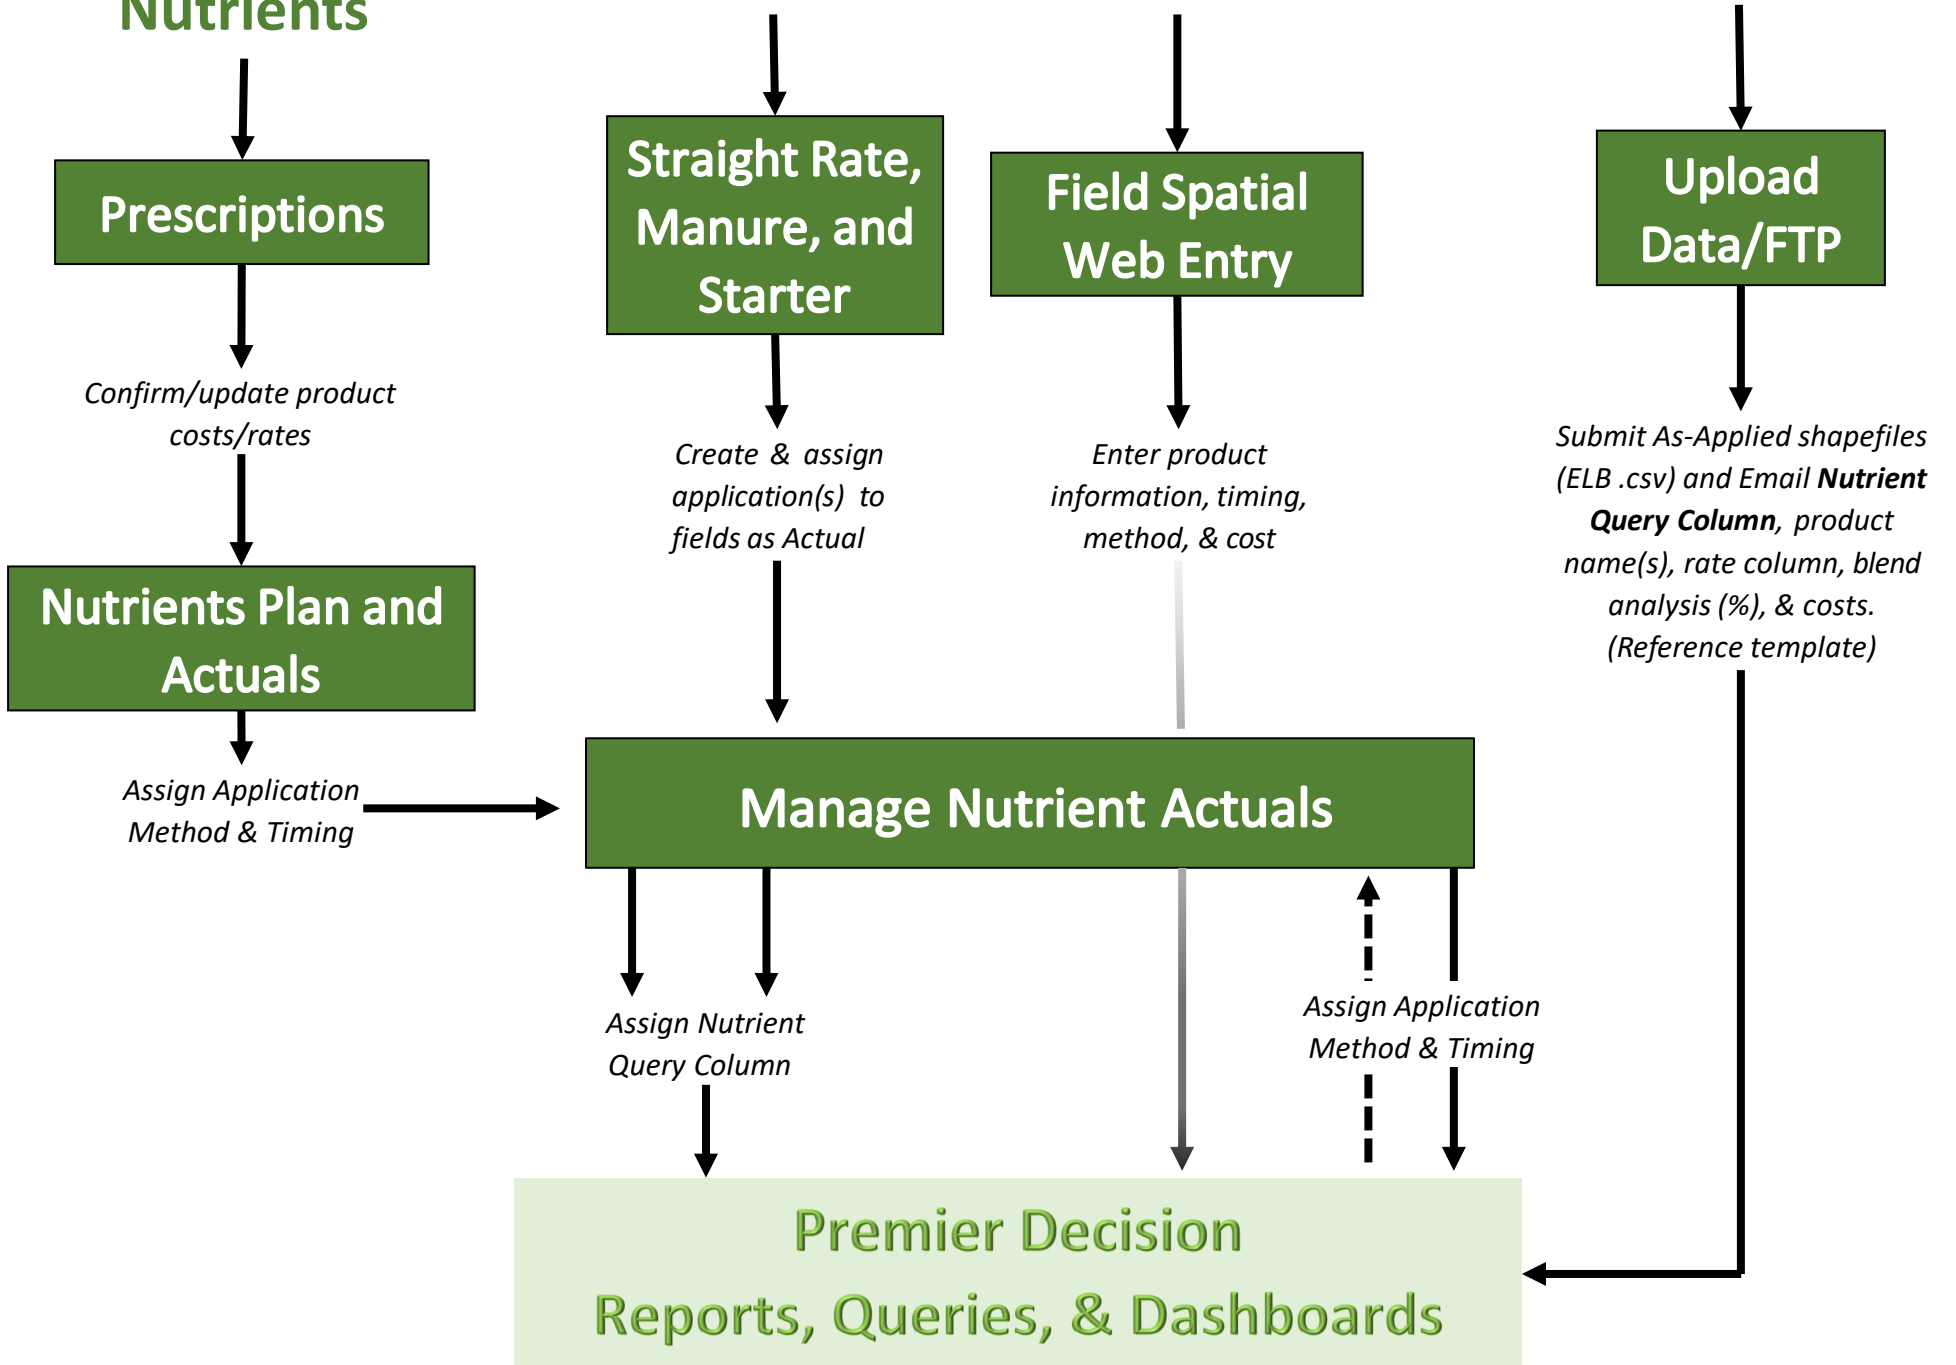 Nutrients
Prescriptions
Confirm/update product
costs/rates
Nutrients Plan and
Actuals
Assign Application
Method & Timing
Straight Rate,
Manure, and
Starter
Create & assign
application(s) to
fields as Actual
Field Spatial
Web Entry
Enter product
information, timing,
method, & cost
Upload
Data/FTP
Submit As-Applied shapefiles
(ELB .csv) and Email Nutrient
Query Column, product
name(s), rate column, blend
analysis (%), & costs.
(Reference template)
Manage Nutrient Actuals
Assign Nutrient
Query Column
Assign Application
Method & Timing
Premier Decision
Reports, Queries, & Dashboards